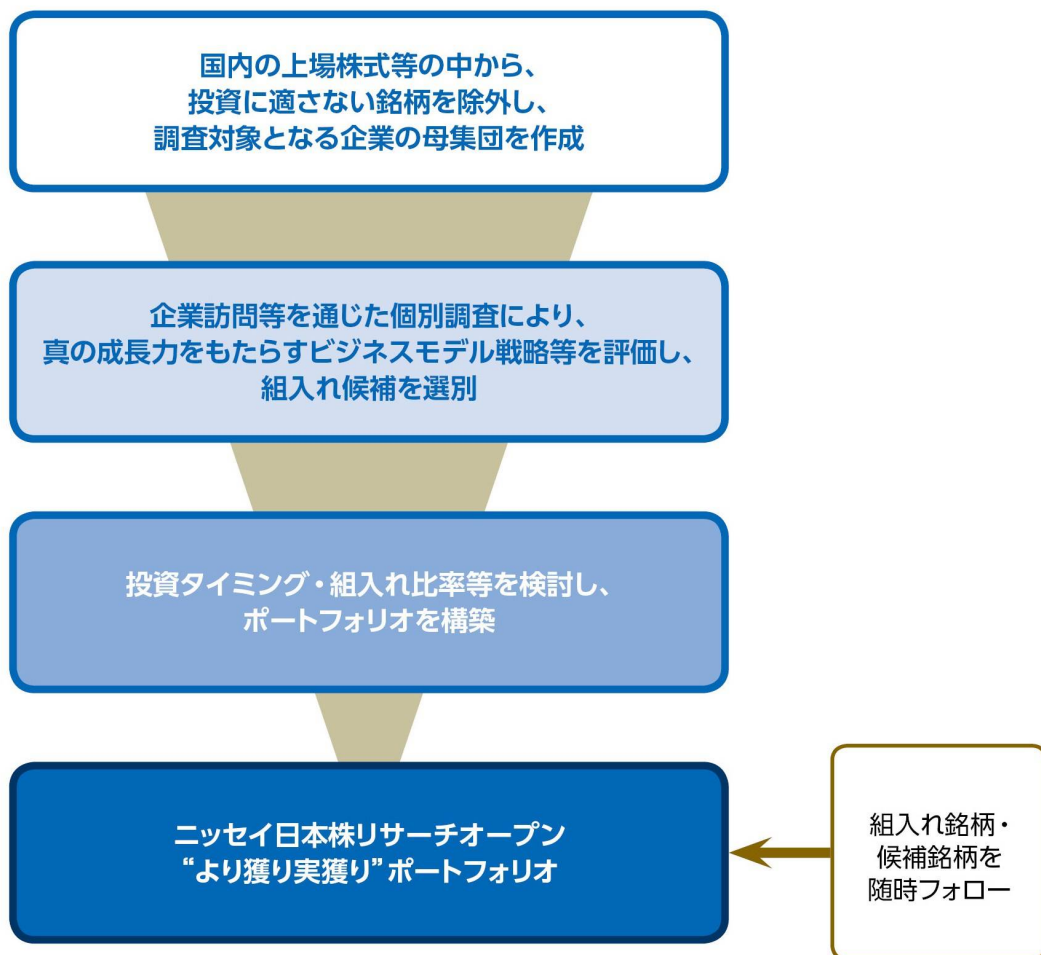 国内の上場株式等の中から、
投資に適さない銘柄を除外し、
調査対象となる企業の母集団を作成
企業訪問等を通じた個別調査により、
真の成長力をもたらすビジネスモデル戦略等を評価し、
組入れ候補を選別
投資タイミング・組入れ比率等を検討し、
ポートフォリオを構築
ニッセイ日本株リサーチオープン
“より獲り実獲り”ポートフォリオ
組入れ銘柄・
候補銘柄を
随時フォロー